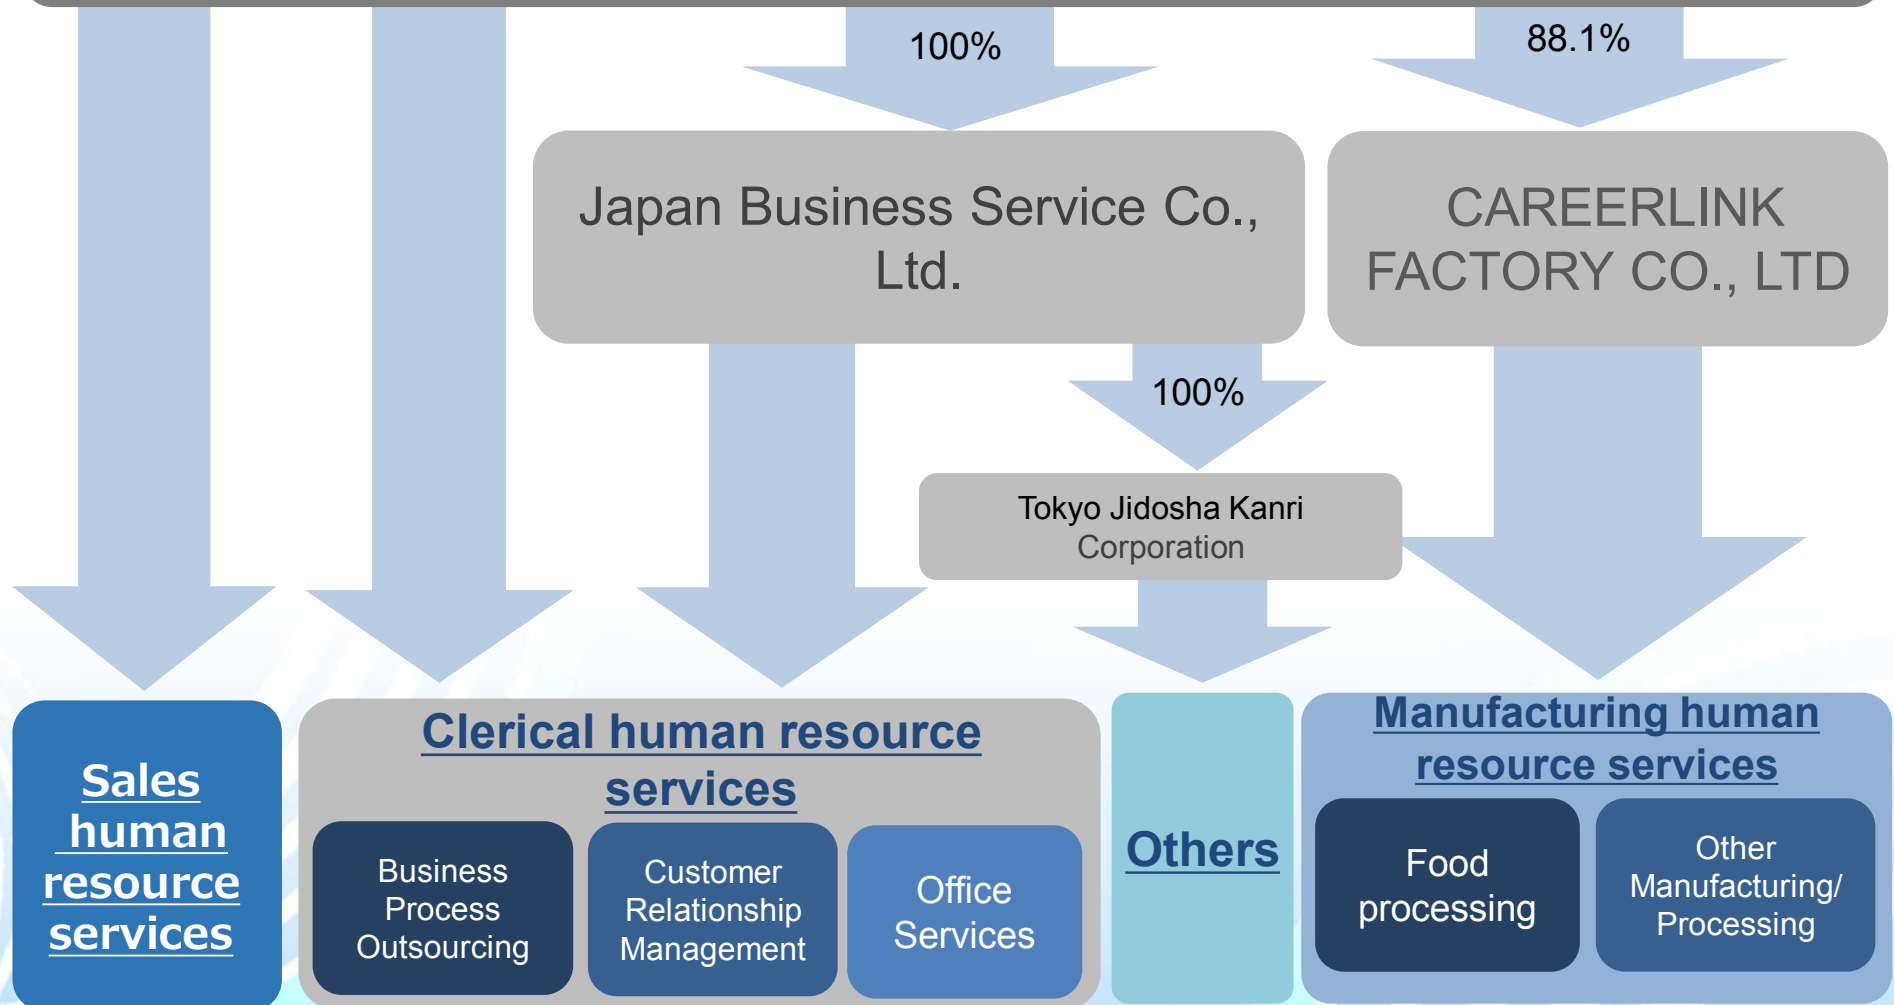 100%
88.1%
Japan Business Service Co.,
Ltd.
CAREERLINK
FACTORY CO., LTD
100%
Tokyo Jidosha Kanri
Corporation
Sales
human
resource
services
Clerical human resource
services
Business
Process
Outsourcing
Customer
Relationship
Management
Office
Services
Others
Manufacturing human
resource services
Food
processing
Other
Manufacturing/
Processing